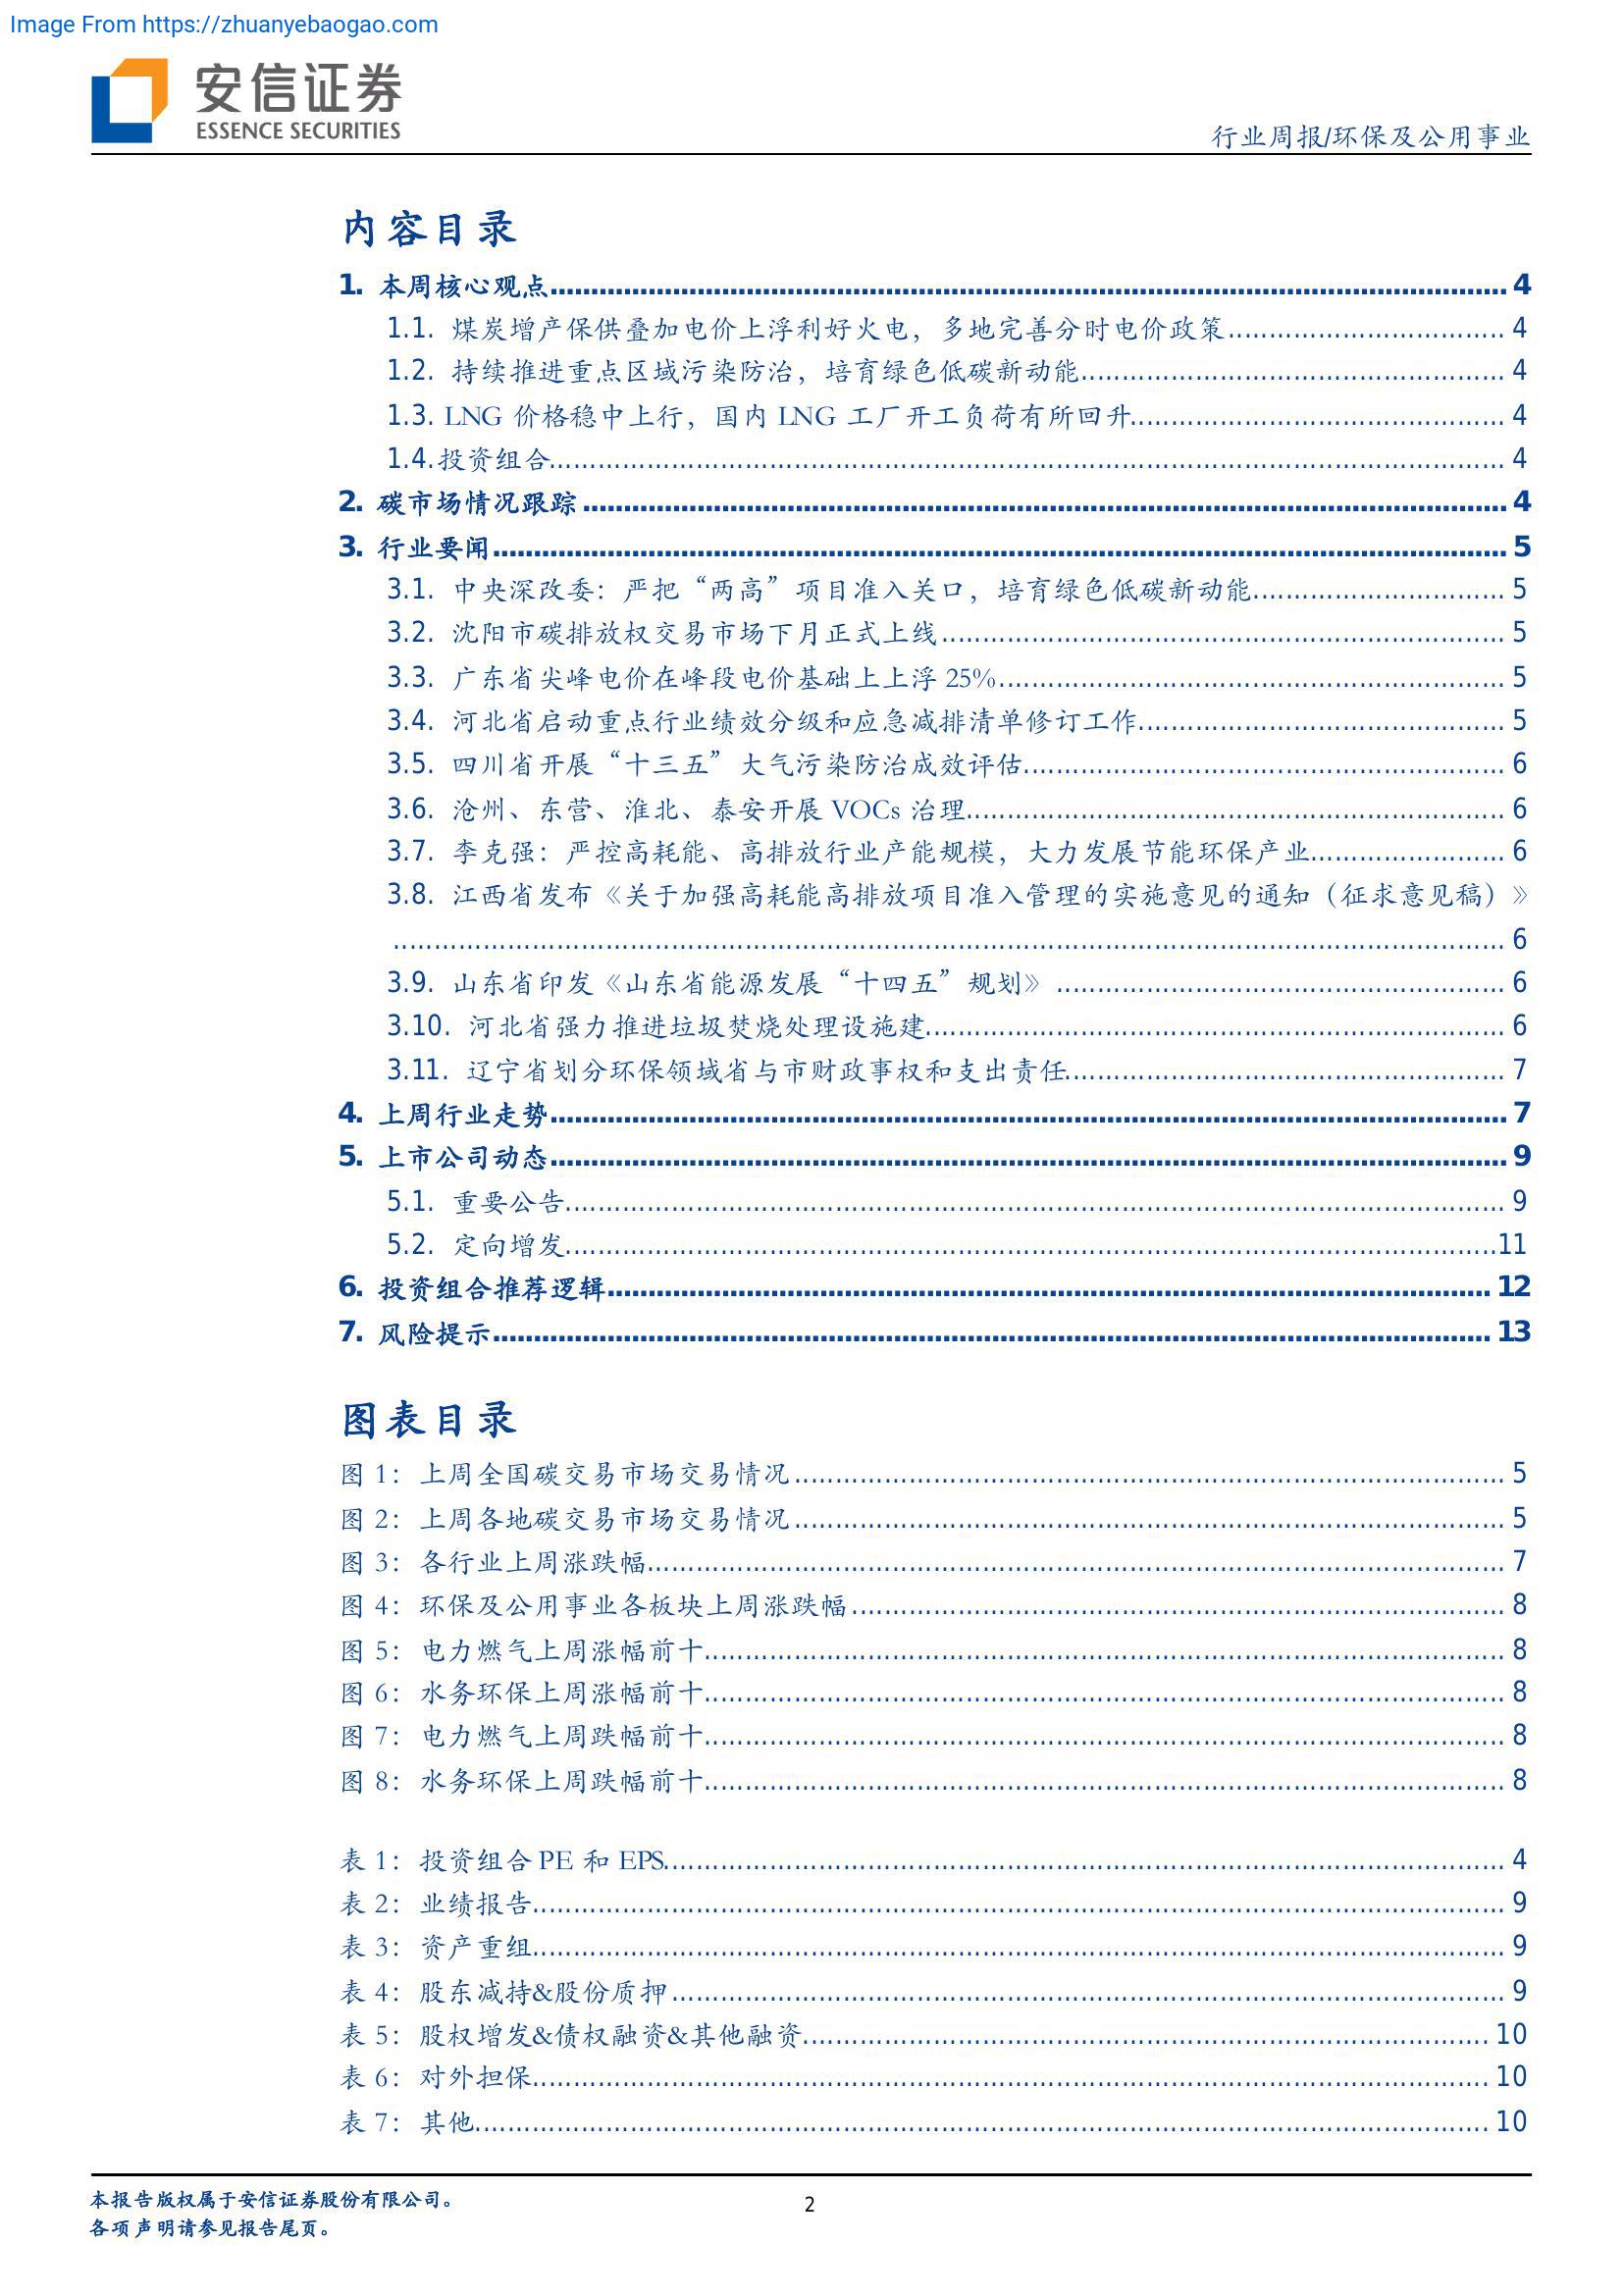 Image From https://zhuanyebaogao.com
安信证券
ESSENCE SECURITIES
行业周报/环保及公用事业
内容目录
1. 本周核心观点 4
1.1. 煤炭增产保供叠加电价上浮利好火电，多地完善分时电价政策 4
1.2. 持续推进重点区域污染防治，培育绿色低碳新动能 4
1.3. LNG 价格稳中上行，国内 LNG 工厂开工负荷有所回升 4
1.4. 投资组合 4
2. 碳市场情况跟踪 4
3. 行业要闻 5
3.1. 中央深改委：严把“两高”项目准入关口，培育绿色低碳新动能 5
3.2. 沈阳市碳排放权交易市场下月正式上线 5
3.3. 广东省尖峰电价在峰段电价基础上上浮 25% 5
3.4. 河北省启动重点行业绩效分级和应急减排清单修订工作 5
3.5. 四川省开展“十三五”大气污染防治成效评估 6
3.6. 沧州、东营、淮北、泰安开展 VOCs 治理 6
3.7. 李克强：严控高耗能、高排放行业产能规模，大力发展节能环保产业 6
3.8. 江西省发布《关于加强高耗能高排放项目准入管理的实施意见的通知（征求意见稿）》
6
3.9. 山东省印发《山东省能源发展“十四五”规划》 6
3.10. 河北省强力推进垃圾焚烧处理设施建 6
3.11. 辽宁省划分环保领域省与市财政事权和支出责任 7
4. 上周行业走势 7
5. 上市公司动态 9
5.1. 重要公告 9
5.2. 定向增发 11
6. 投资组合推荐逻辑 12
7. 风险提示 13
图表目录
图 1：上周全国碳交易市场交易情况 5
图 2：上周各地碳交易市场交易情况 5
图 3：各行业上周涨跌幅 7
图 4：环保及公用事业各板块上周涨跌幅 8
图 5：电力燃气上周涨幅前十 8
图 6：水务环保上周涨幅前十 8
图 7：电力燃气上周跌幅前十 8
图 8：水务环保上周跌幅前十 8
表 1：投资组合 PE 和 EPS 4
表 2：业绩报告 9
表 3：资产重组 9
表 4：股东减持&股份质押 9
表 5：股权增发&债权融资&其他融资 10
表 6：对外担保 10
表 7：其他 10
本报告版权属于安信证券股份有限公司。
2
各项声明请参见报告尾页。